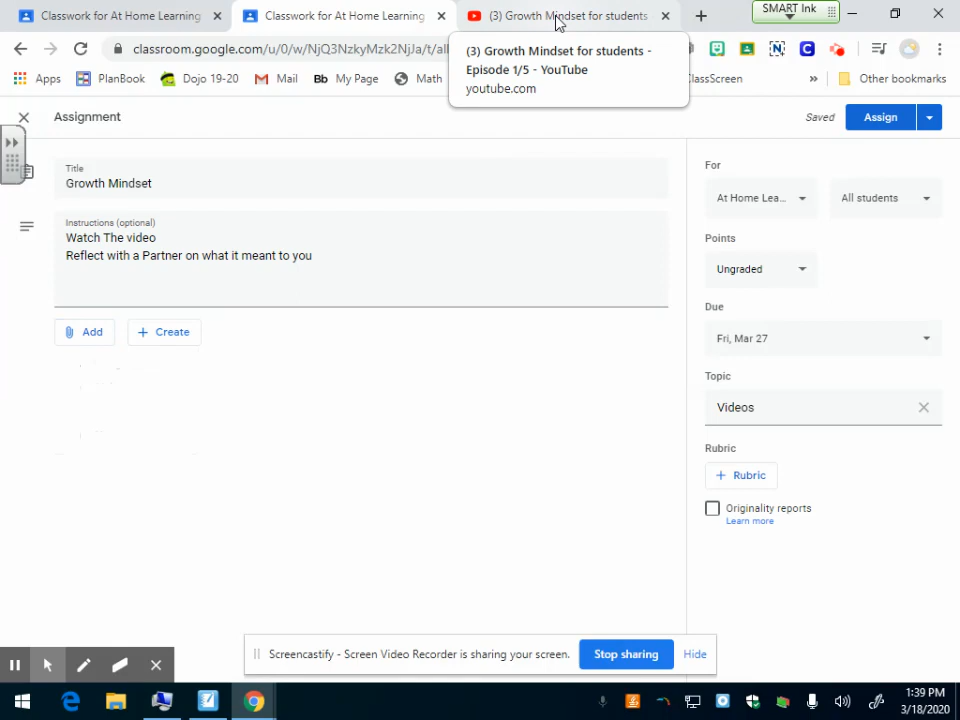 Classwork for At Home Learning
Classwork for At Home Learning
(3) Growth Mindset for students
SMART Ink
classroom.google.com/u/0/w/NjQ3NzkyMzk2NjJa/t/all
(3) Growth Mindset for students -
Episode 1/5 - YouTube
youtube.com
Apps
PlanBook
Dojo 19-20
Mail
Bb My Page
Math
ClassScreen
»
Other bookmarks
Assignment
Saved
Assign
Title
Growth Mindset
Instructions (optional)
Watch The video
Reflect with a Partner on what it meant to you
Add
+ Create
For
At Home Lea...
All students
Points
Ungraded
Due
Fri, Mar 27
Topic
Videos
Rubric
+ Rubric
Originality reports
Learn more
Screencastify - Screen Video Recorder is sharing your screen.
Stop sharing
Hide
1:39 PM
3/18/2020